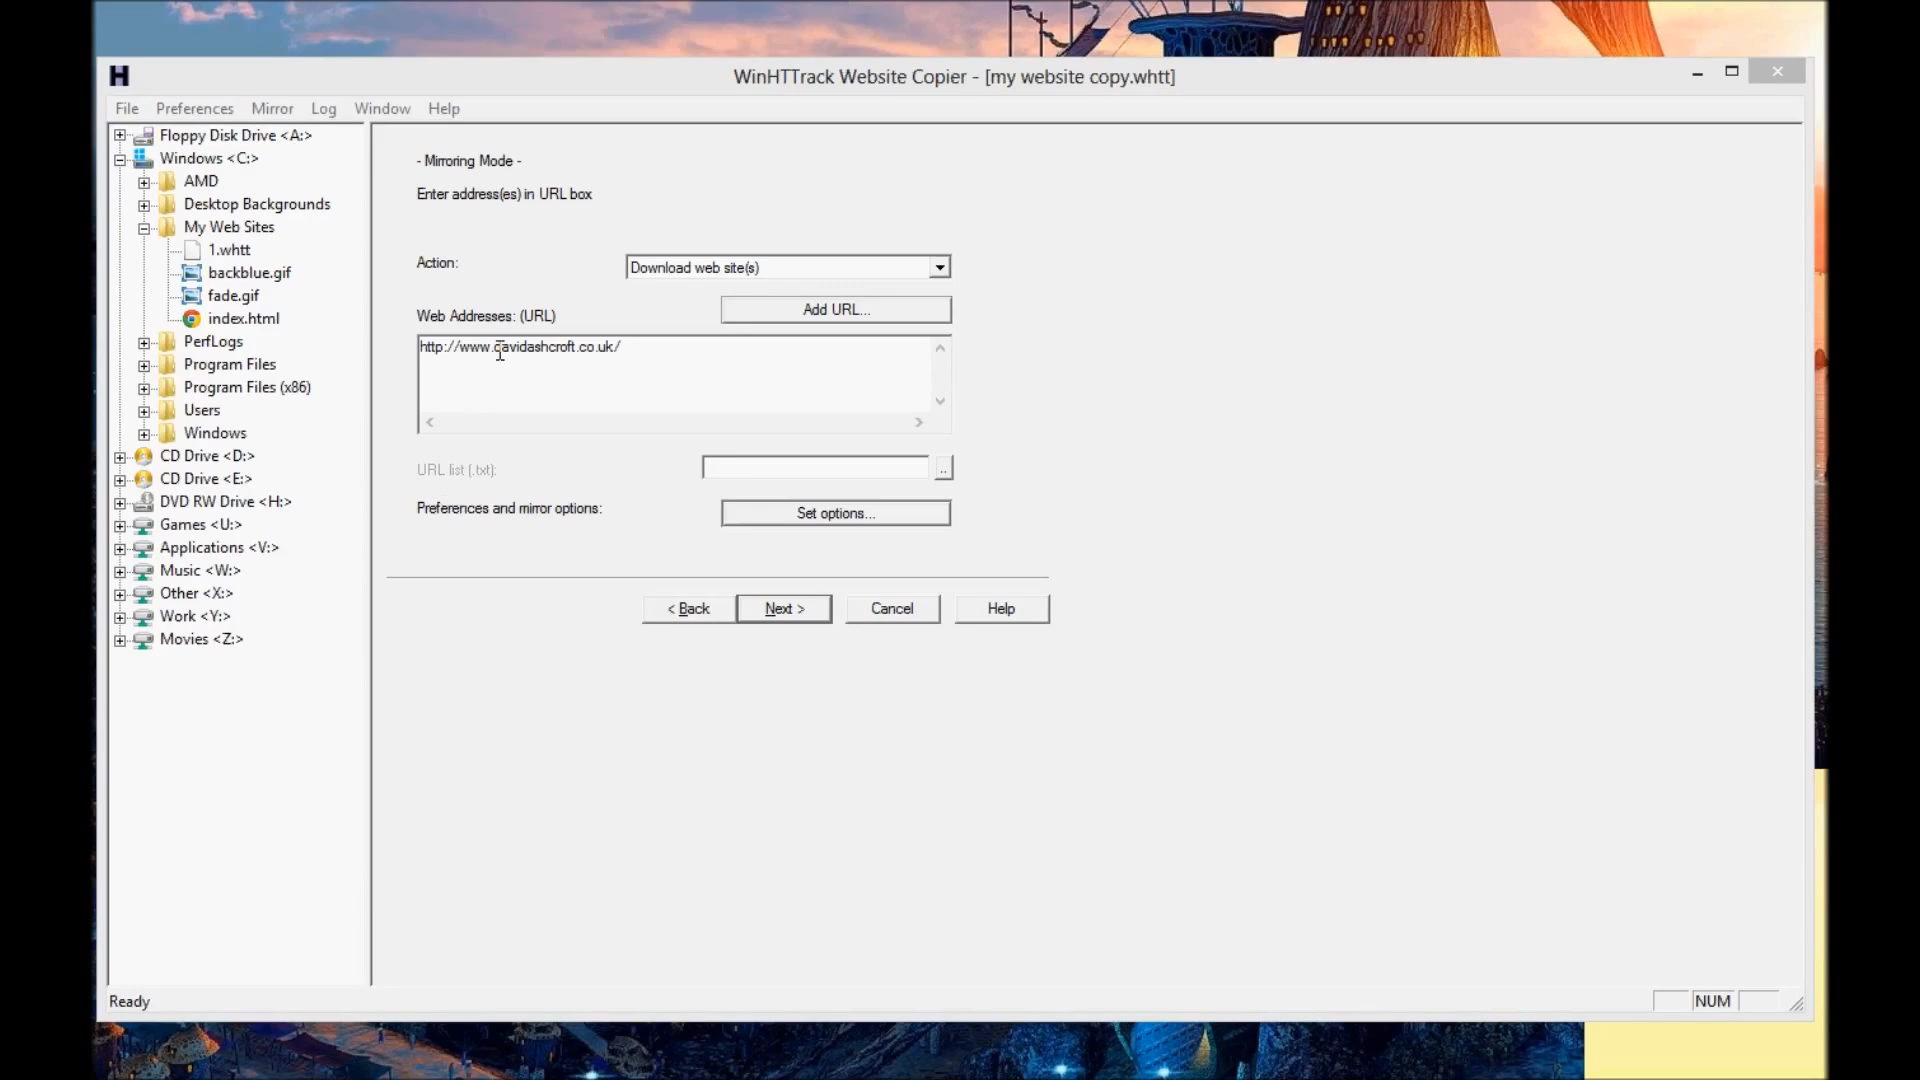 WinHTTrack Website Copier - [my website copy.whtt]
File Preferences Mirror Log Window Help
Floppy Disk Drive <A:>
Windows <C:>
AMD
Desktop Backgrounds
My Web Sites
1.whtt
backblue.gif
fade.gif
index.html
PerfLogs
Program Files
Program Files (x86)
Users
Windows
CD Drive <D:>
CD Drive <E:>
DVD RW Drive <H:>
Games <U:>
Applications <V:>
Music <W:>
Other <X:>
Work <Y:>
Movies <Z:>
- Mirroring Mode -
Enter address(es) in URL box
Action:
Download web site(s)
Web Addresses: (URL)
Add URL...
http://www.davidashcroft.co.uk/
URL list (.txt):
..
Preferences and mirror options:
Set options...
< Back
Next >
Cancel
Help
Ready
NUM